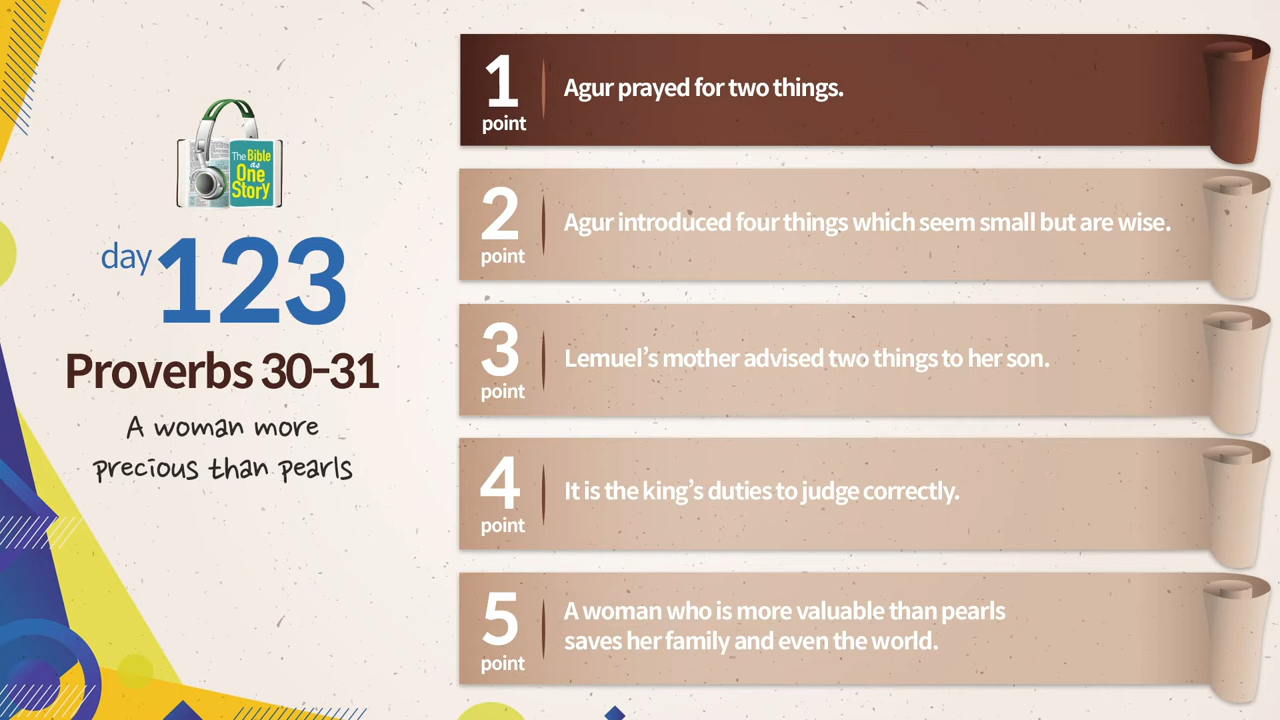 The Bible
as
One
Story
day 123
Proverbs 30-31
A woman more
precious than pearls
1
point
Agur prayed for two things.
2
point
Agur introduced four things which seem small but are wise.
3
point
Lemuel's mother advised two things to her son.
4
point
It is the king's duties to judge correctly.
5
point
A woman who is more valuable than pearls
saves her family and even the world.